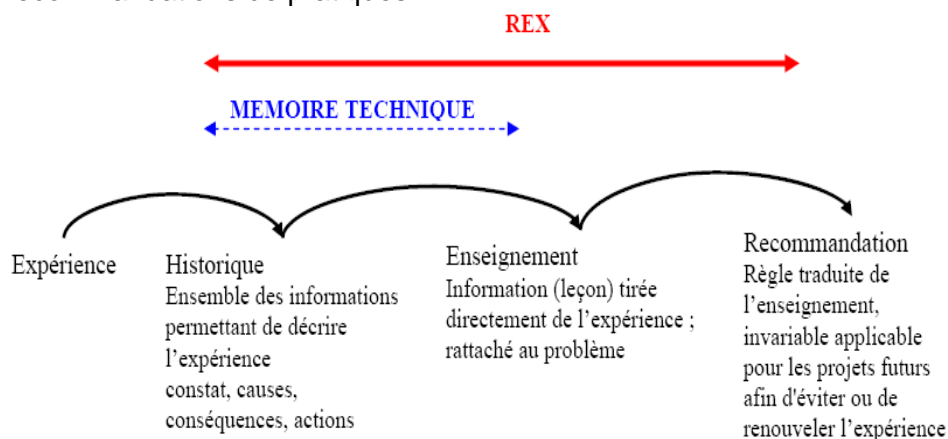 REX
MEMOIRE TECHNIQUE
Expérience
Historique
Ensemble des informations
permettant de décrire
l’expérience
constat, causes,
conséquences, actions
Enseignement
Information (leçon) tirée
directement de l’expérience ;
rattaché au problème
Recommandation
Règle traduite de
l’enseignement,
invariable applicable
pour les projets futurs
afin d'éviter ou de
renouveler l’expérience